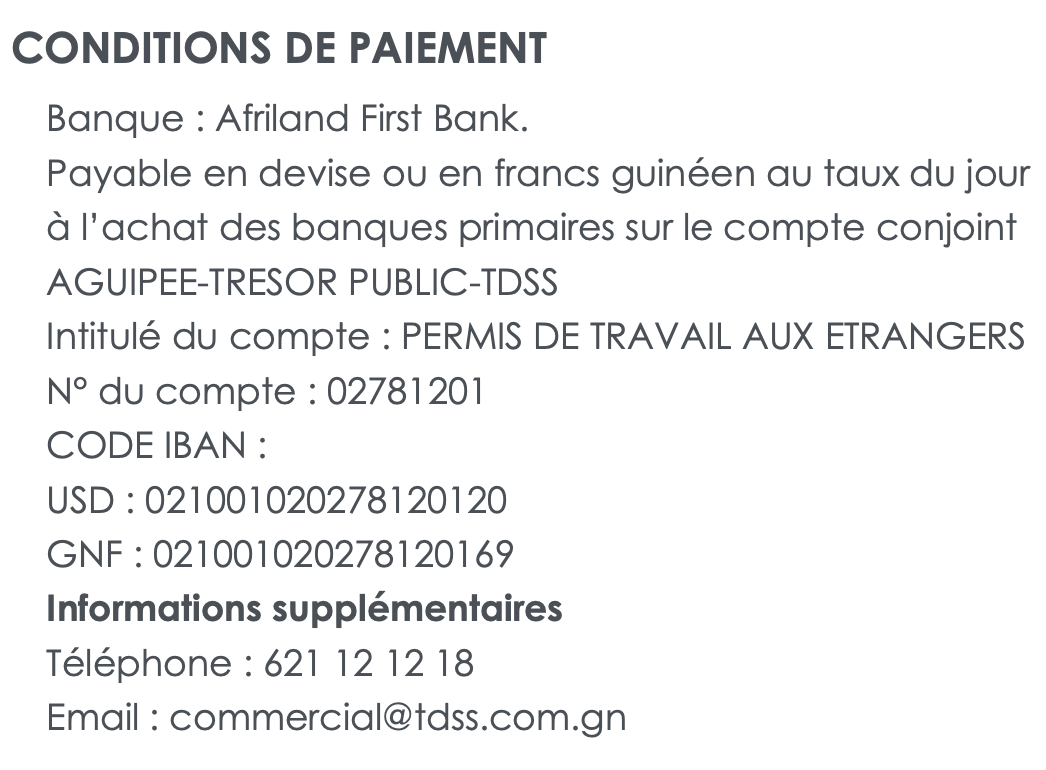 CONDITIONS DE PAIEMENT
Banque : Afriland First Bank.
Payable en devise ou en francs guinéen au taux du jour
à l’achat des banques primaires sur le compte conjoint
AGUIPEE-TRESOR PUBLIC-TDSS
Intitulé du compte : PERMIS DE TRAVAIL AUX ETRANGERS
N° du compte : 02781201
CODE IBAN :
USD : 021001020278120120
GNF : 021001020278120169
Informations supplémentaires
Téléphone : 621 12 12 18
Email : commercial@tdss.com.gn